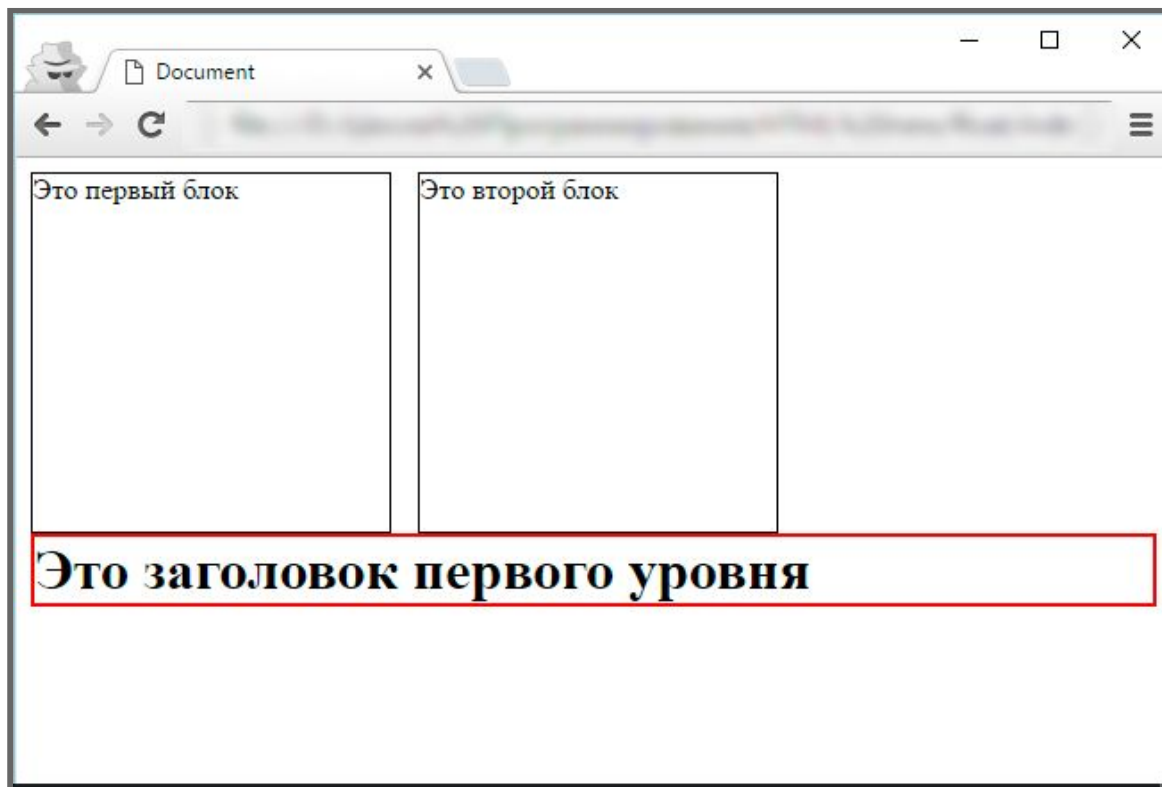 Document
Это первый блок
Это второй блок
Это заголовок первого уровня